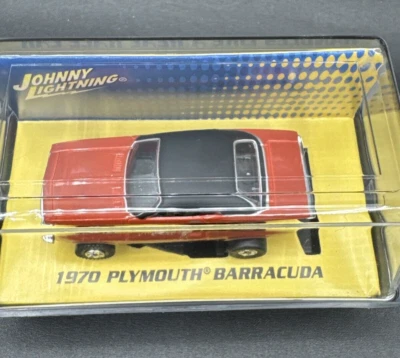 JOHNNY
LIGHTNING®
1970 PLYMOUTH® BARRACUDA